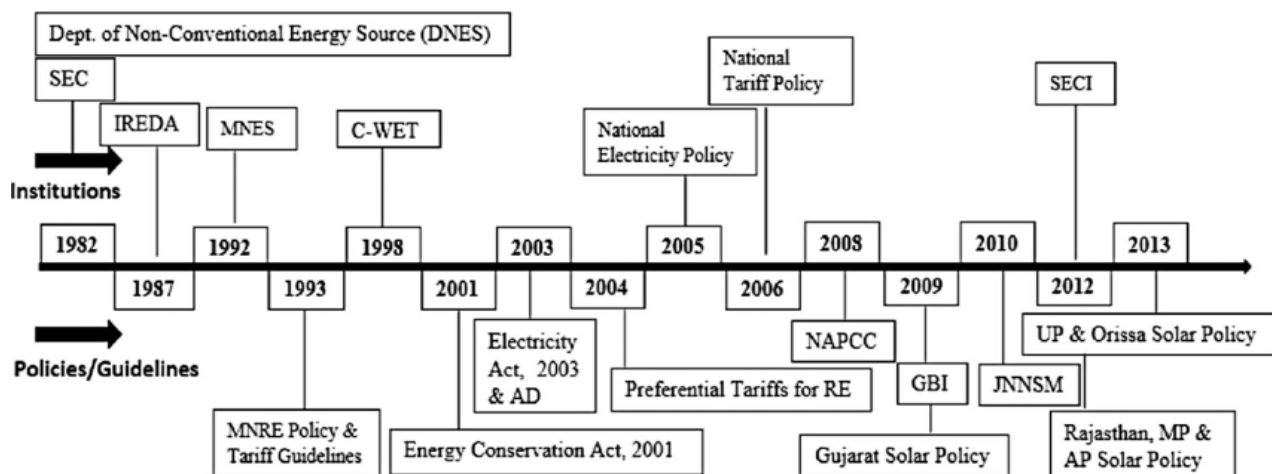 Dept. of Non-Conventional Energy Source (DNES)
SEC
IREDA
MNES
C-WET
National
Electricity Policy
National
Tariff Policy
SECI
Institutions
1982
1987
1992
1993
1998
2001
2003
2004
2005
2006
2008
2009
2010
2012
2013
Policies/Guidelines
MNRE Policy &
Tariff Guidelines
Energy Conservation Act, 2001
Electricity
Act, 2003
& AD
Preferential Tariffs for RE
NAPCC
GBI
Gujarat Solar Policy
JNNSM
UP & Orissa Solar Policy
Rajasthan, MP &
AP Solar Policy